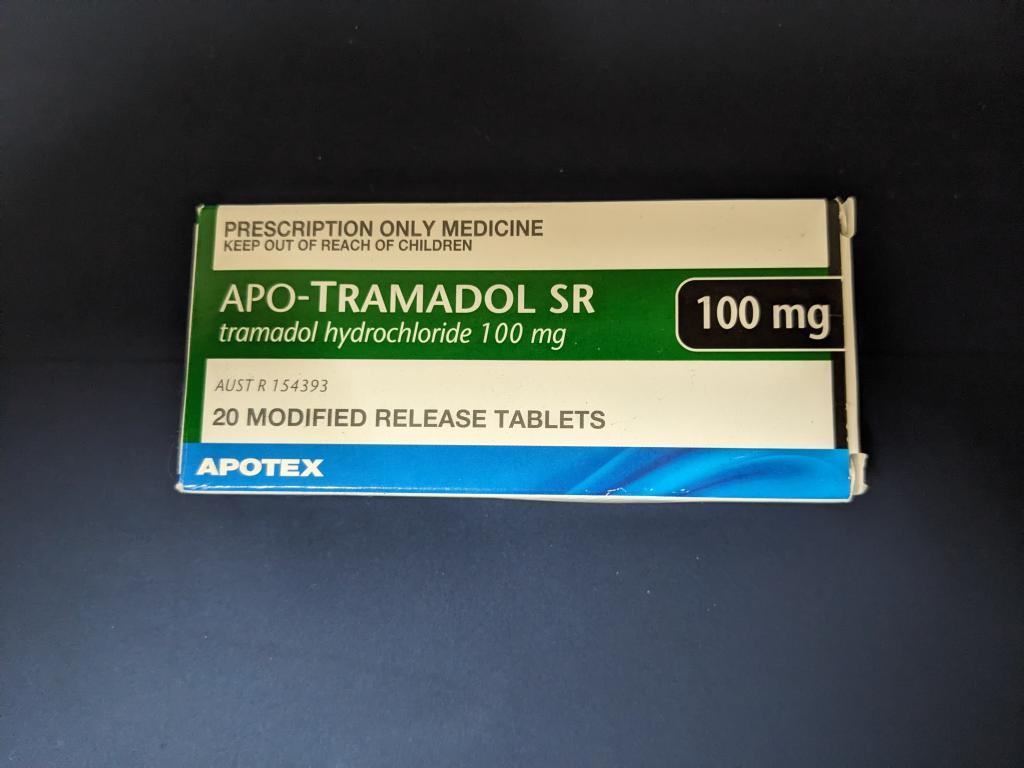 PRESCRIPTION ONLY MEDICINE
KEEP OUT OF REACH OF CHILDREN
APO-TRAMADOL SR
tramadol hydrochloride 100 mg
100 mg
AUST R 154393
20 MODIFIED RELEASE TABLETS
APOTEX